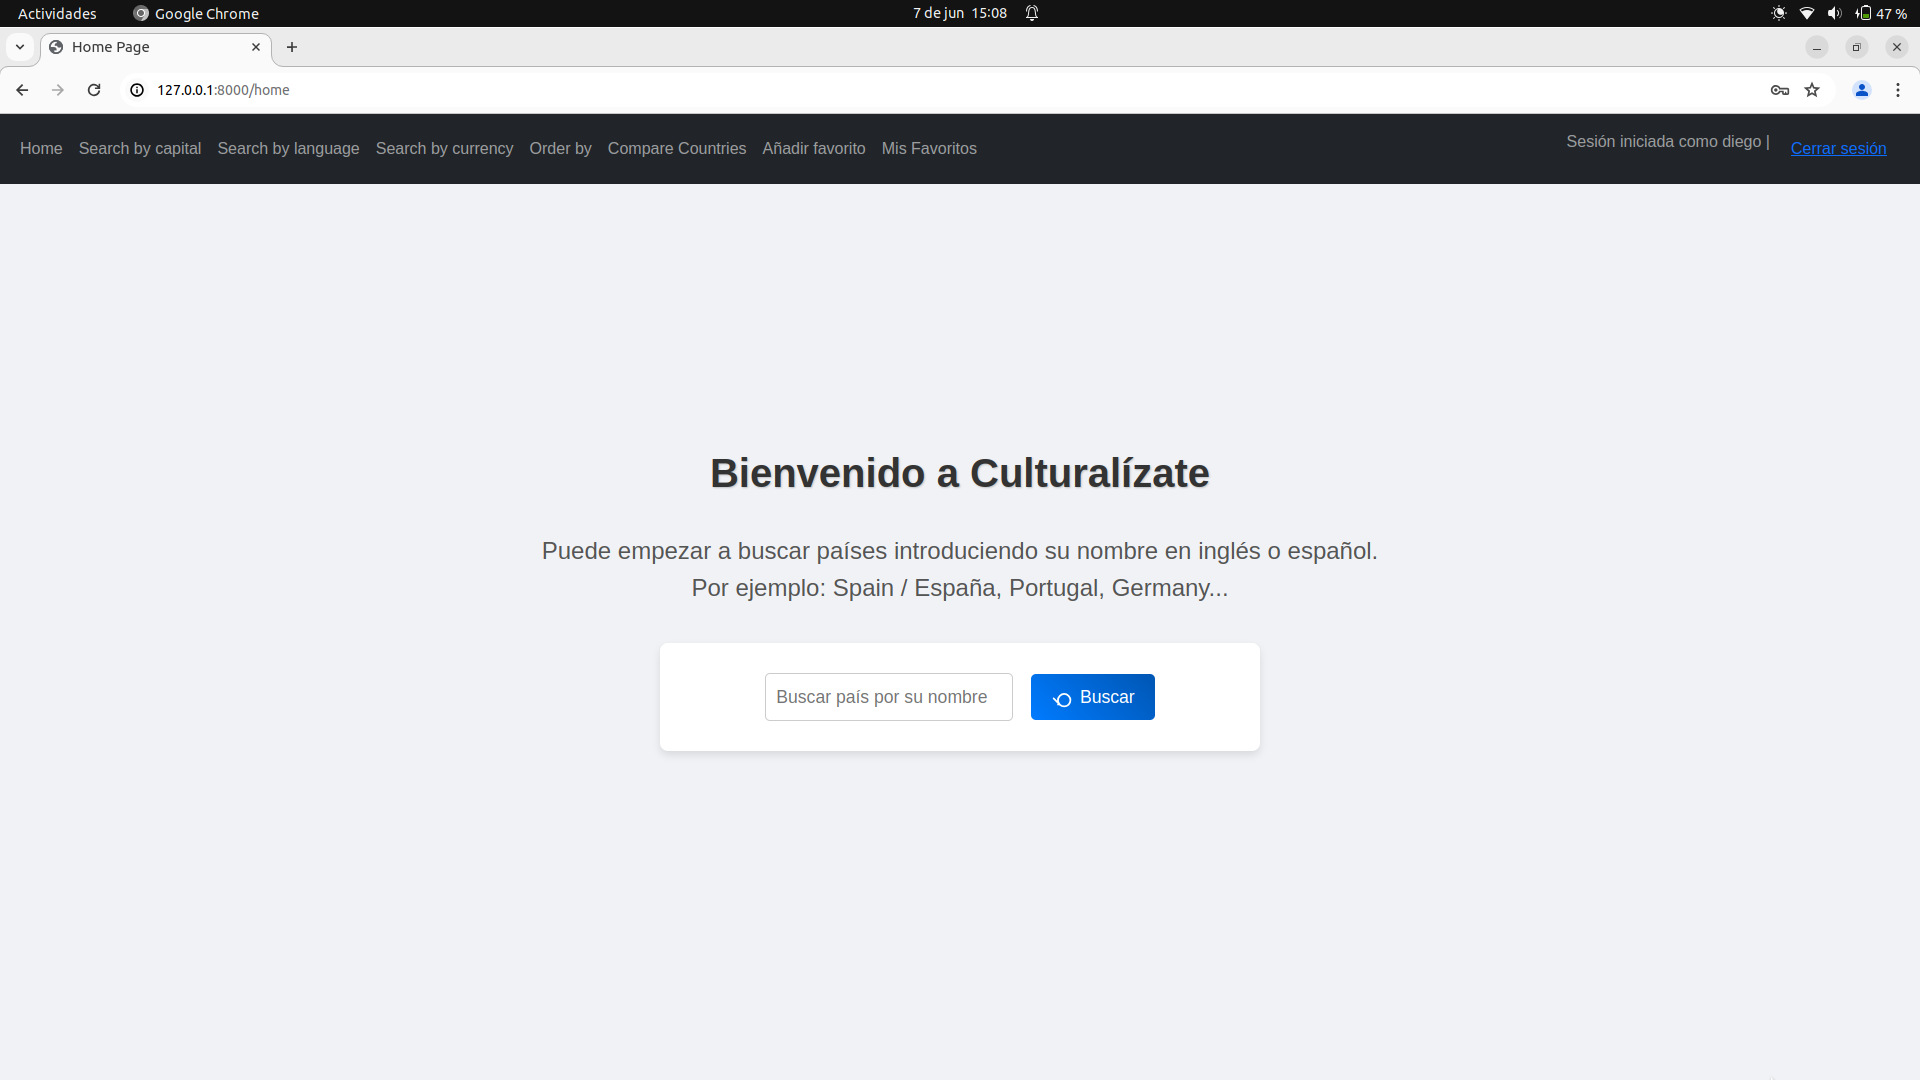 Actividades Google Chrome 7 de jun 15:08 47 %
Home Page
127.0.0.1:8000/home
Home Search by capital Search by language Search by currency Order by Compare Countries Añadir favorito Mis Favoritos Sesión iniciada como diego | Cerrar sesión
Bienvenido a Culturalízate
Puede empezar a buscar países introduciendo su nombre en inglés o español.
Por ejemplo: Spain / España, Portugal, Germany...
Buscar país por su nombre Buscar